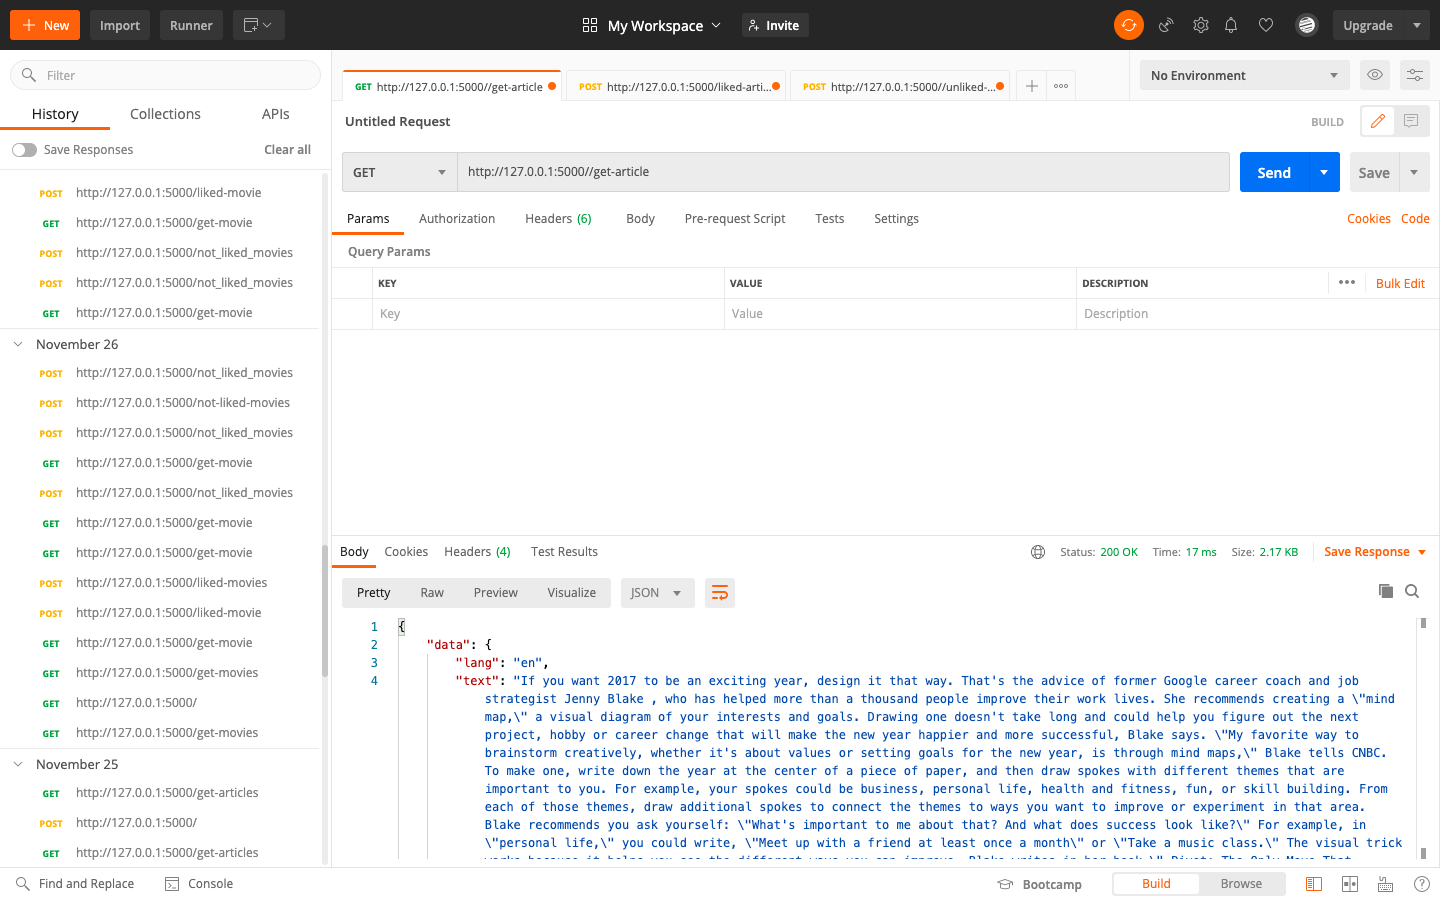 New
Import
Runner
My Workspace
Invite
Upgrade
Filter
History
Collections
APIs
Save Responses
Clear all
POST http://127.0.0.1:5000/liked-movie
GET http://127.0.0.1:5000/get-movie
POST http://127.0.0.1:5000/not_liked_movies
POST http://127.0.0.1:5000/not_liked_movies
GET http://127.0.0.1:5000/get-movie
November 26
POST http://127.0.0.1:5000/not_liked_movies
POST http://127.0.0.1:5000/not-liked-movies
POST http://127.0.0.1:5000/not_liked_movies
GET http://127.0.0.1:5000/get-movie
POST http://127.0.0.1:5000/not_liked_movies
GET http://127.0.0.1:5000/get-movie
GET http://127.0.0.1:5000/get-movie
POST http://127.0.0.1:5000/liked-movies
POST http://127.0.0.1:5000/liked-movie
GET http://127.0.0.1:5000/get-movie
GET http://127.0.0.1:5000/get-movies
GET http://127.0.0.1:5000/
GET http://127.0.0.1:5000/get-movies
November 25
GET http://127.0.0.1:5000/get-articles
POST http://127.0.0.1:5000/
GET http://127.0.0.1:5000/get-articles
GET http://127.0.0.1:5000//get-article
POST http://127.0.0.1:5000/liked-arti...
POST http://127.0.0.1:5000//unliked-...
No Environment
Untitled Request
BUILD
GET
http://127.0.0.1:5000//get-article
Send
Save
Params
Authorization
Headers (6)
Body
Pre-request Script
Tests
Settings
Cookies
Code
Query Params
KEY
VALUE
DESCRIPTION
Bulk Edit
Key
Value
Description
Body
Cookies
Headers (4)
Test Results
Status: 200 OK
Time: 17 ms
Size: 2.17 KB
Save Response
Pretty
Raw
Preview
Visualize
JSON
1 {
2 "data": {
3 "lang": "en",
4 "text": "If you want 2017 to be an exciting year, design it that way. That's the advice of former Google career coach and job
strategist Jenny Blake , who has helped more than a thousand people improve their work lives. She recommends creating a \"mind
map,\" a visual diagram of your interests and goals. Drawing one doesn't take long and could help you figure out the next
project, hobby or career change that will make the new year happier and more successful, Blake says. \"My favorite way to
brainstorm creatively, whether it's about values or setting goals for the new year, is through mind maps,\" Blake tells CNBC.
To make one, write down the year at the center of a piece of paper, and then draw spokes with different themes that are
important to you. For example, your spokes could be business, personal life, health and fitness, fun, or skill building. From
each of those themes, draw additional spokes to connect the themes to ways you want to improve or experiment in that area.
Blake recommends you ask yourself: \"What's important to me about that? And what does success look like?\" For example, in
\"personal life,\" you could write, \"Meet up with a friend at least once a month\" or \"Take a music class.\" The visual trick
works because it helps you see the different ways you can improve, Blake writes in her book,\" Pivot: The Only Move That
Find and Replace
Console
Bootcamp
Build
Browse